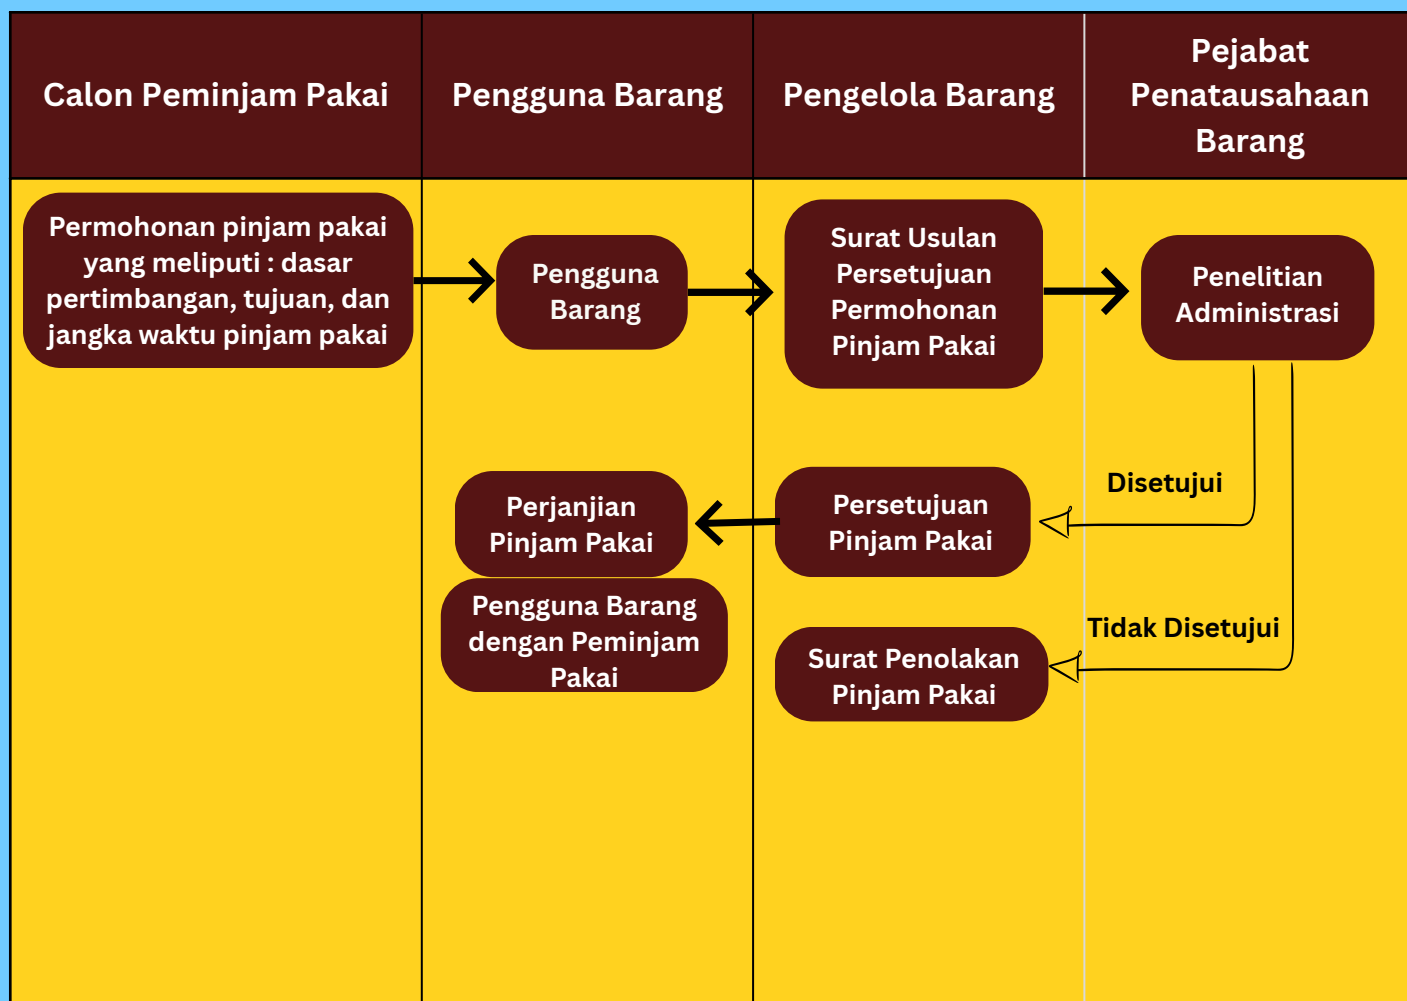 Calon Peminjam Pakai
Pengguna Barang
Pengelola Barang
Pejabat
Penatausahaan
Barang
Permohonan pinjam pakai
yang meliputi : dasar
pertimbangan, tujuan, dan
jangka waktu pinjam pakai
Pengguna
Barang
Surat Usulan
Persetujuan
Permohonan
Pinjam Pakai
Penelitian
Administrasi
Disetujui
Persetujuan
Pinjam Pakai
Perjanjian
Pinjam Pakai
Pengguna Barang
dengan Peminjam
Pakai
Tidak Disetujui
Surat Penolakan
Pinjam Pakai